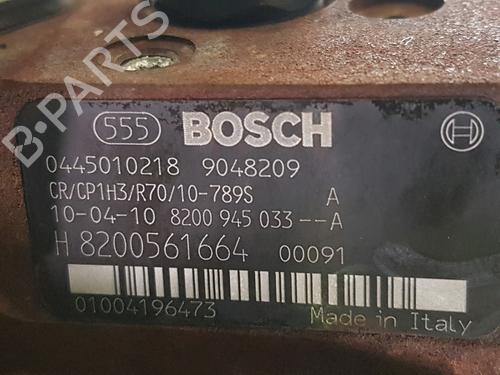 B-PARTS
555 BOSCH
0445010218 9048209
CR/CP1H3/R70/10-789S A
10-04-10 8200 945 033--A
H 8200561664 00091
01004196473
Made in Italy